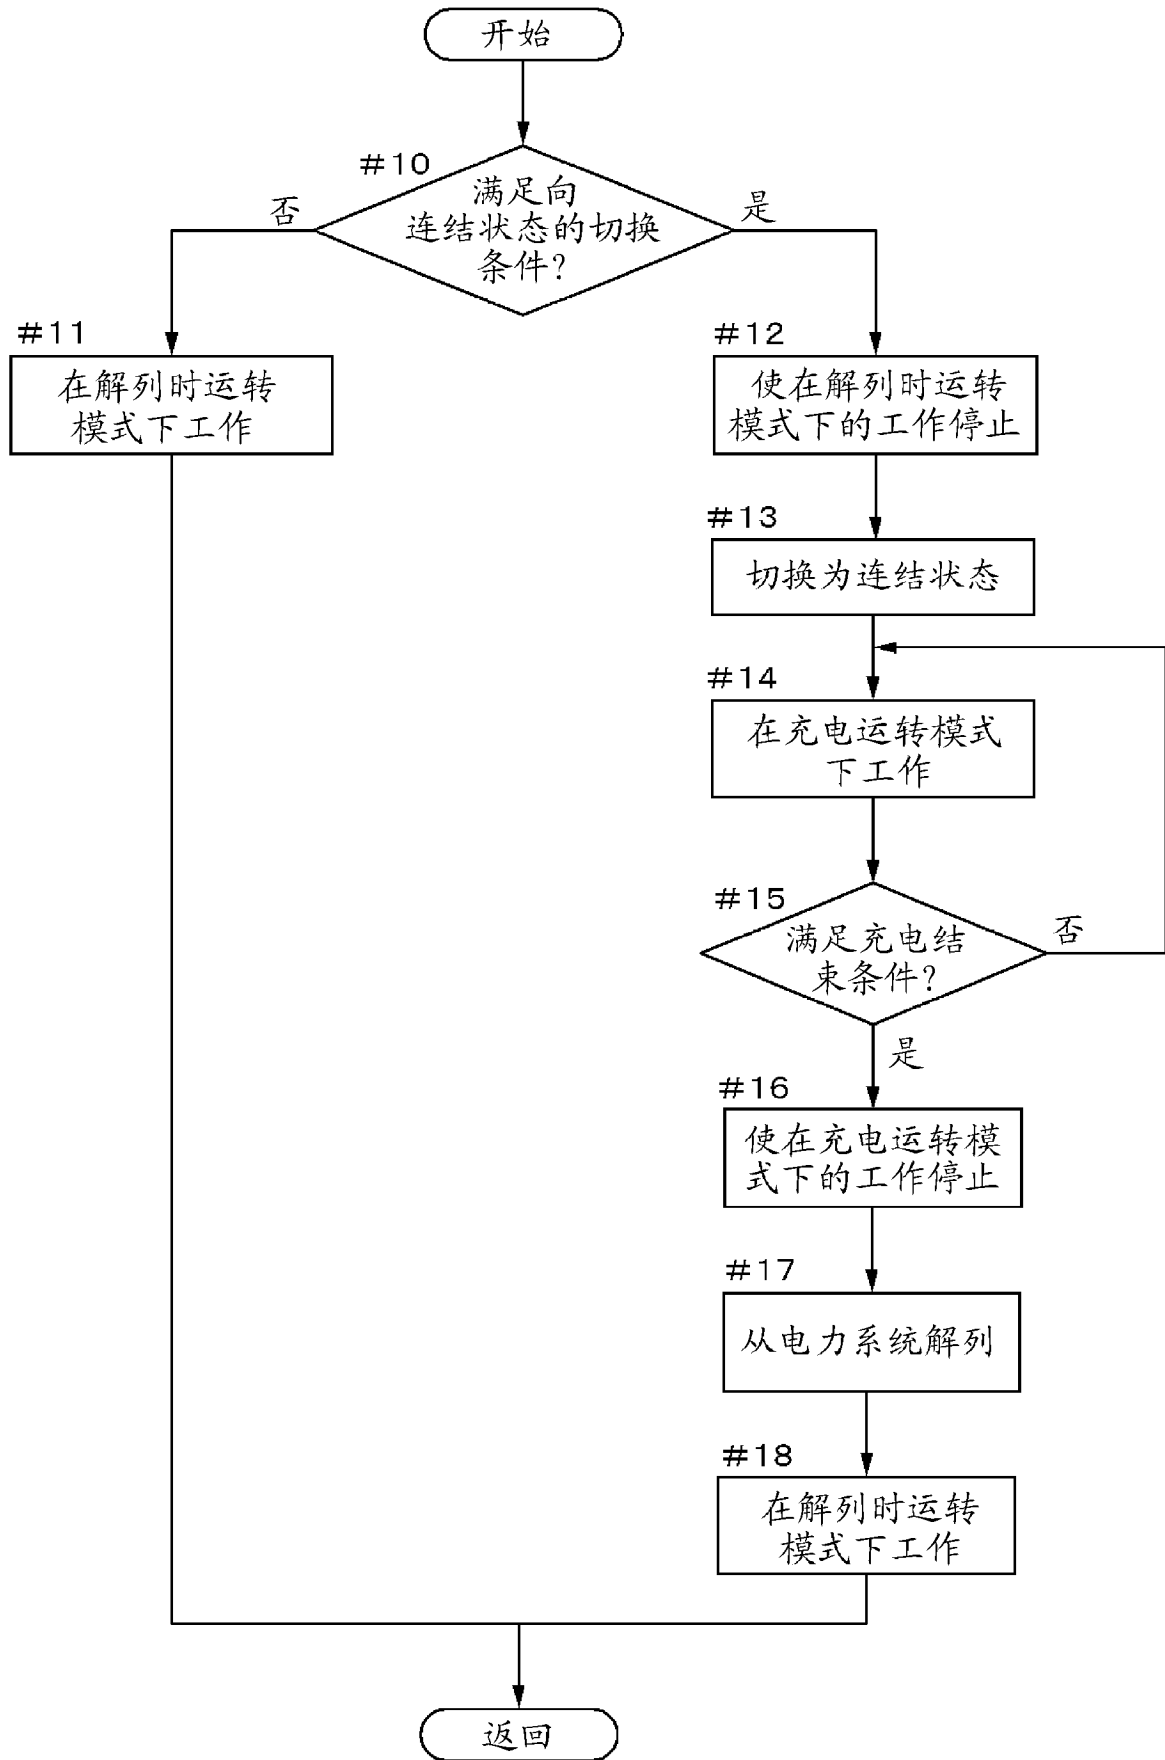 开始
#10
满足向
连结状态的切换
条件?
否
是
#11
在解列时运转
模式下工作
#12
使在解列时运转
模式下的工作停止
#13
切换为连结状态
#14
在充电运转模式
下工作
#15
满足充电结
束条件?
否
是
#16
使在充电运转模
式下的工作停止
#17
从电力系统解列
#18
在解列时运转
模式下工作
返回